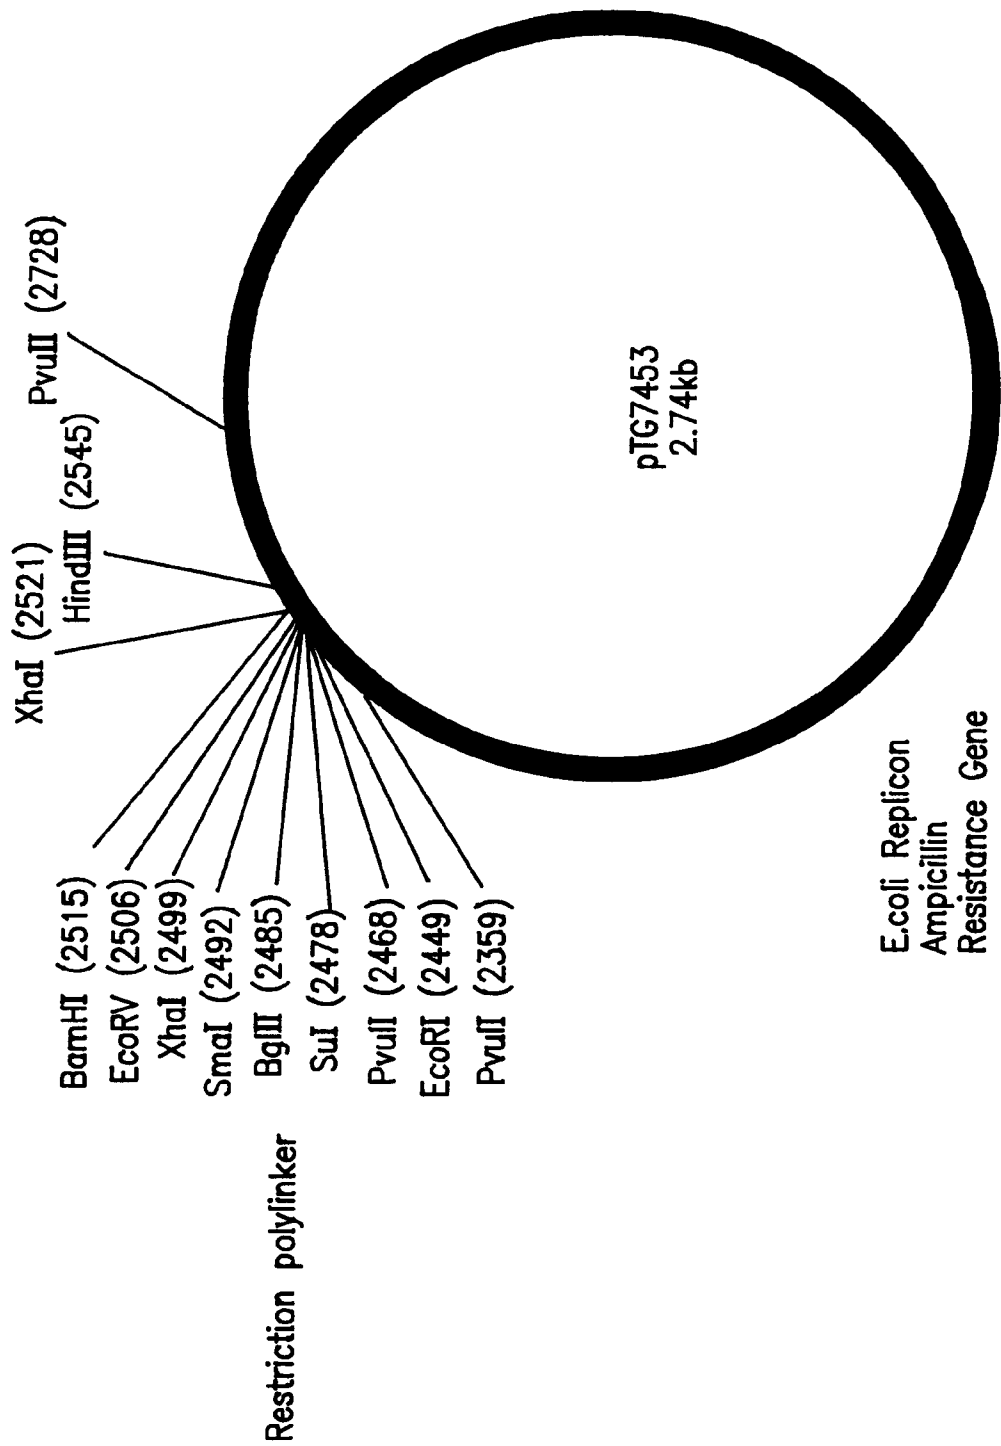 Restriction polylinker
BamHI (2515)
EcoRV (2506)
XhaI (2499)
SmaI (2492)
BglII (2485)
SuI (2478)
PvuII (2468)
EcoRI (2449)
PvuII (2359)
XhaI (2521)
HindIII (2545)
PvuII (2728)
pTG7453
2.74kb
E.coli Replicon
Ampicillin
Resistance Gene